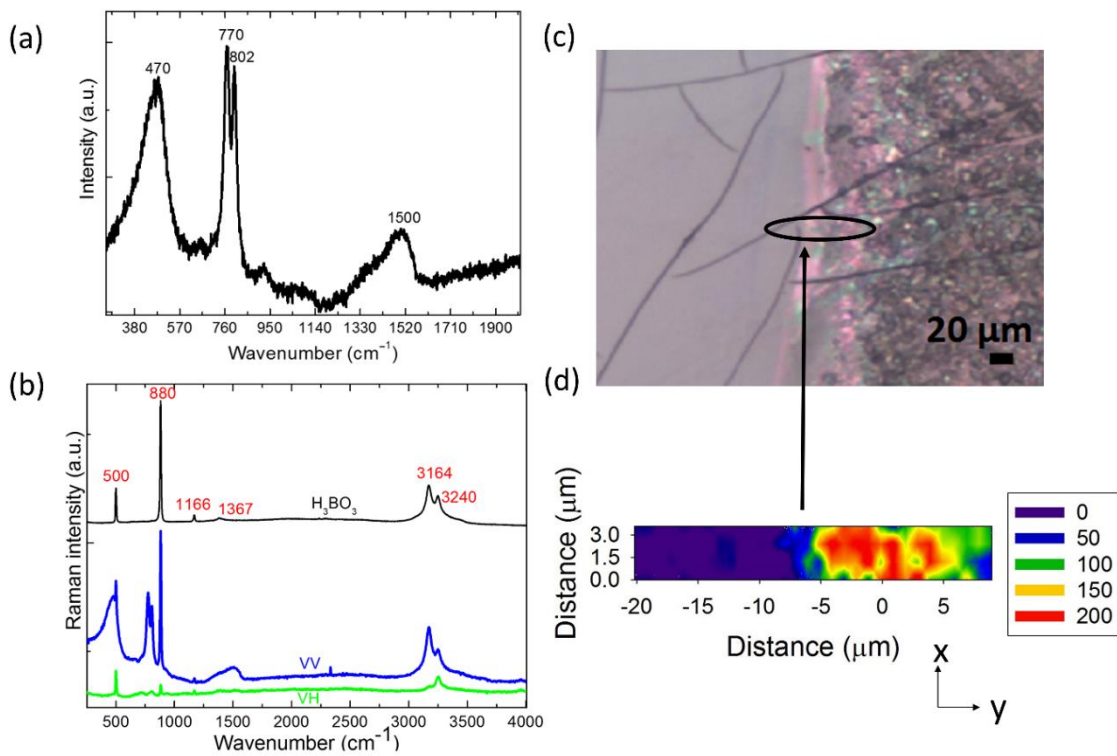 (a)
770
802
470
1500
Intensity (a.u.)
380 570 760 950 1140 1330 1520 1710 1900
Wavenumber (cm⁻¹)
(b)
880
500
1166
1367
H₃BO₃
3164
3240
VV
VH
Raman intensity (a.u.)
500 1000 1500 2000 2500 3000 3500 4000
Wavenumber (cm⁻¹)
(c)
20 µm
(d)
Distance (µm)
3.0
1.5
0.0
-20 -15 -10 -5 0 5
Distance (µm)
0
50
100
150
200
x
y